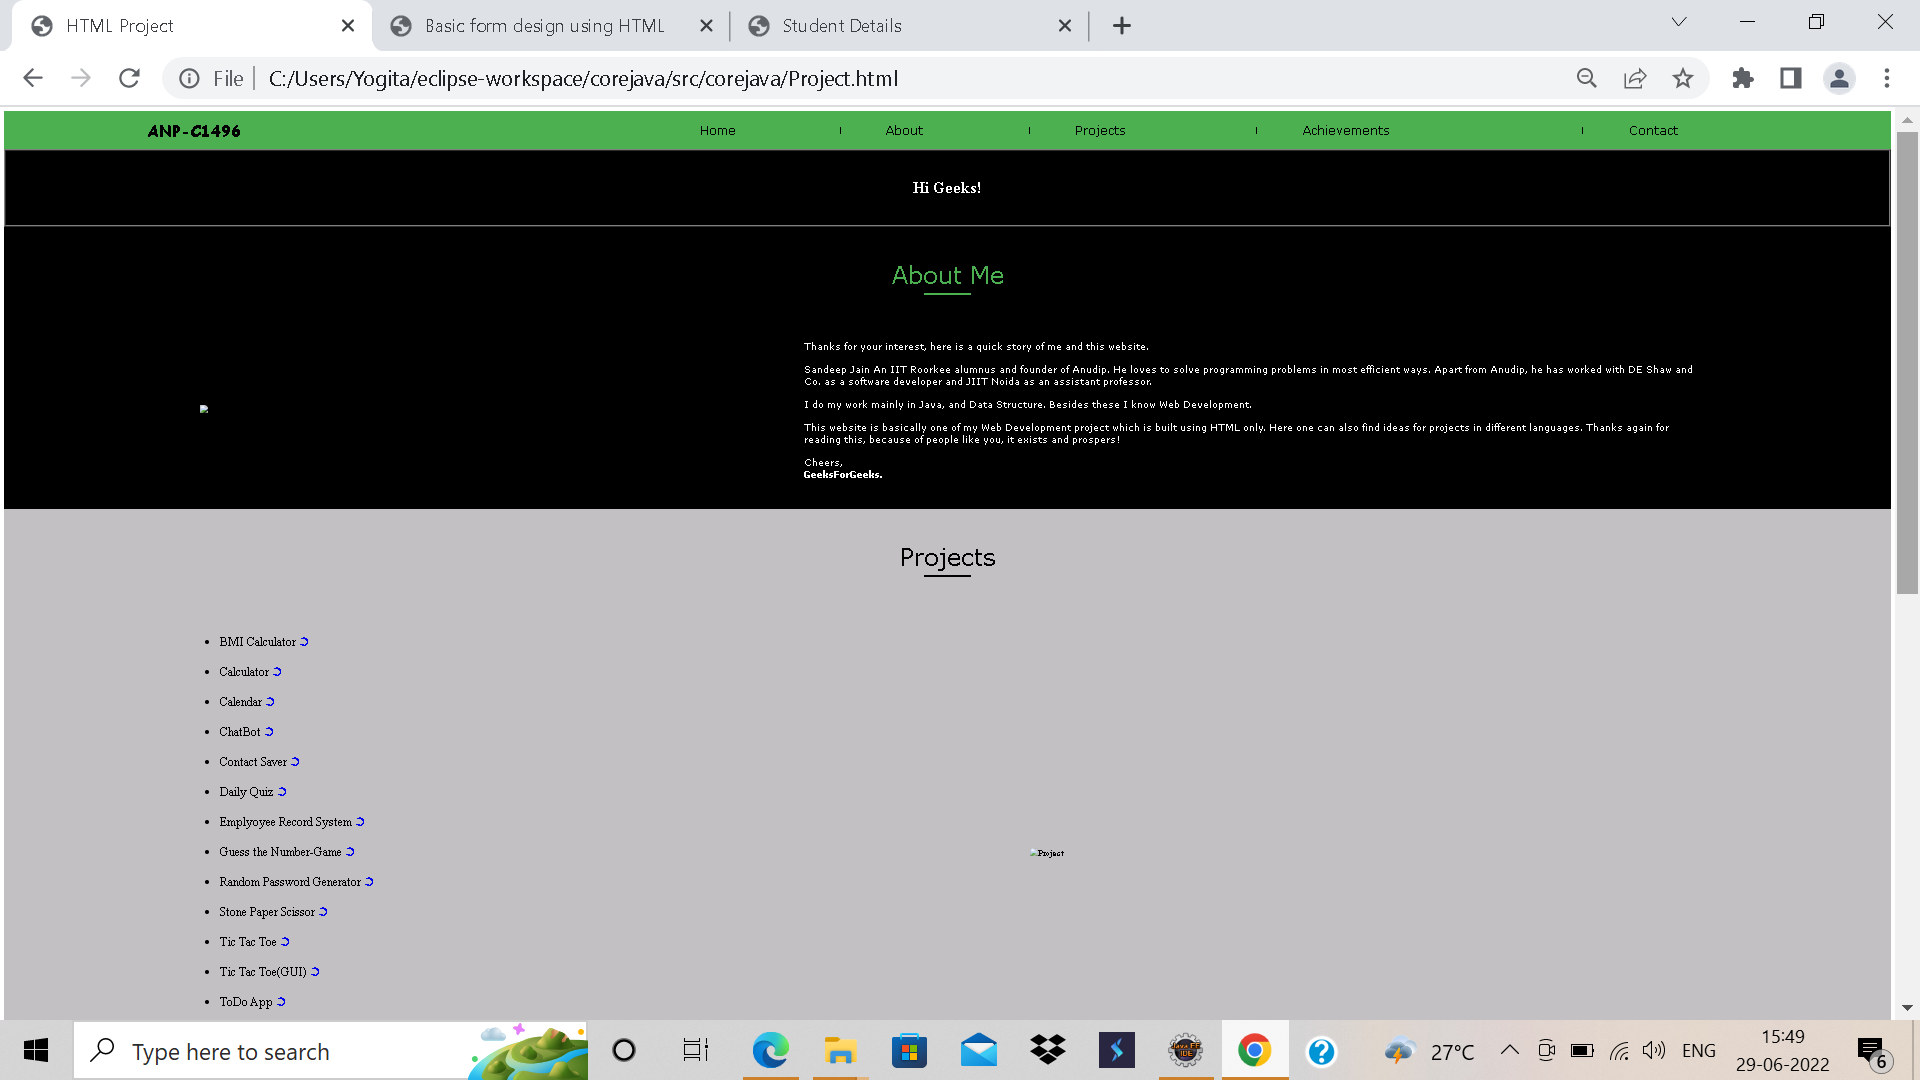 HTML Project
Basic form design using HTML
Student Details
File
C:/Users/Yogita/eclipse-workspace/corejava/src/corejava/Project.html
ANP-C1496
Home | About | Projects | Achievements | Contact
Hi Geeks!
About Me
Thanks for your interest, here is a quick story of me and this website.
Sandeep Jain An IIT Roorkee alumnus and founder of Anudip. He loves to solve programming problems in most efficient ways. Apart from Anudip, he has worked with DE Shaw and
Co. as a software developer and JIIT Noida as an assistant professor.
I do my work mainly in Java, and Data Structure. Besides these I know Web Development.
This website is basically one of my Web Development project which is built using HTML only. Here one can also find ideas for projects in different languages. Thanks again for
reading this, because of people like you, it exists and prospers!
Cheers,
GeeksForGeeks.
Projects
• BMI Calculator ➲
• Calculator ➲
• Calendar ➲
• ChatBot ➲
• Contact Saver ➲
• Daily Quiz ➲
• Emplyoyee Record System ➲
• Guess the Number-Game ➲
• Random Password Generator ➲
• Stone Paper Scissor ➲
• Tic Tac Toe ➲
• Tic Tac Toe(GUI) ➲
• ToDo App ➲
Project
Type here to search
Java EE
IDE
27°C
ENG
15:49
29-06-2022
6